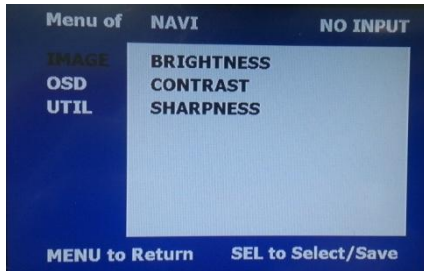 Menu of NAVI NO INPUT
IMAGE BRIGHTNESS
OSD CONTRAST
UTIL SHARPNESS
MENU to Return SEL to Select/Save